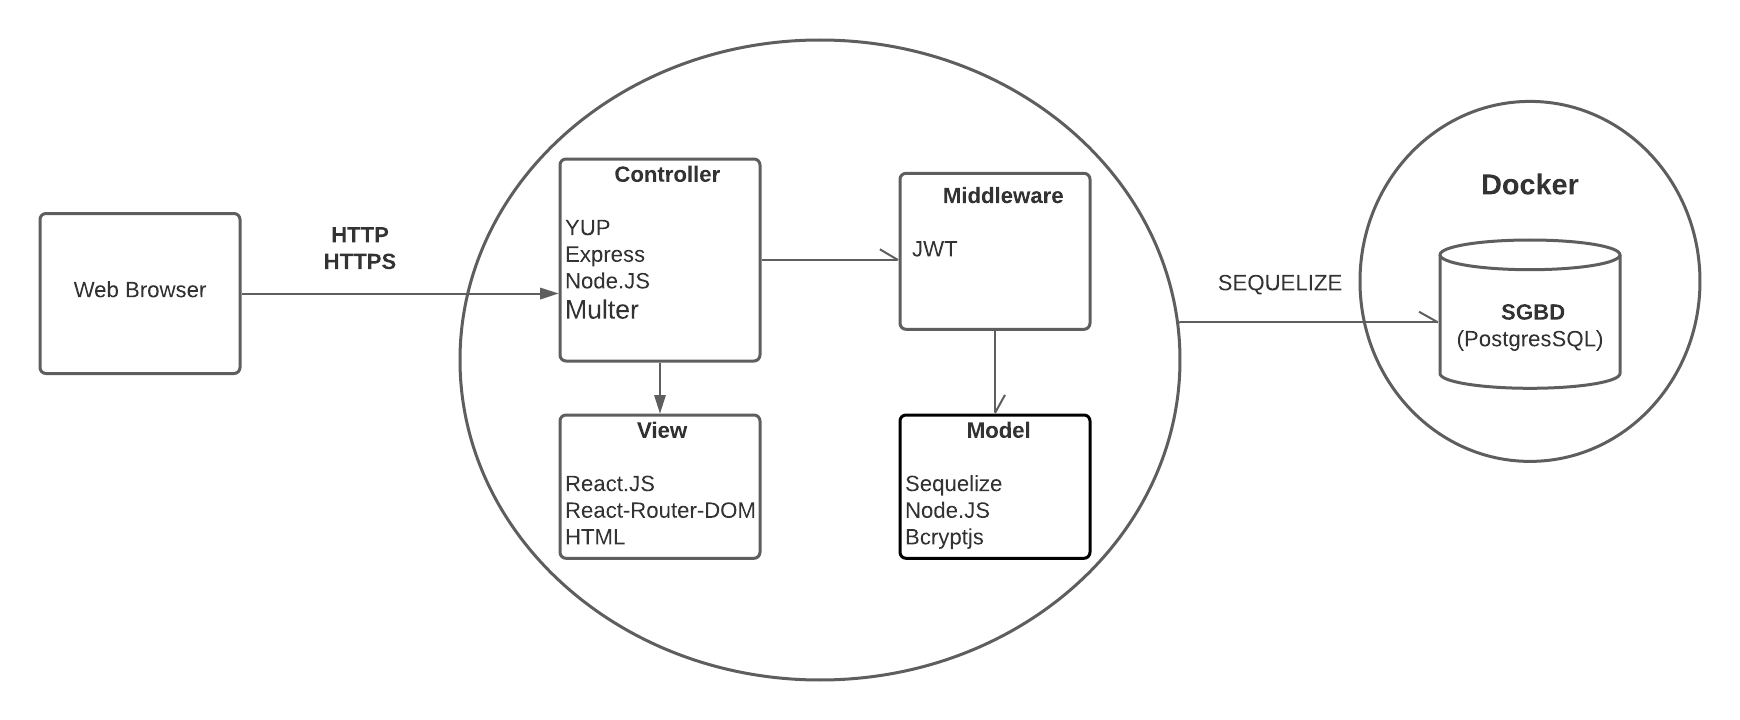 Web Browser
HTTP
HTTPS
Controller
YUP
Express
Node.JS
Multer
View
React.JS
React-Router-DOM
HTML
Middleware
JWT
Model
Sequelize
Node.JS
Bcryptjs
SEQUELIZE
Docker
SGBD
(PostgresSQL)